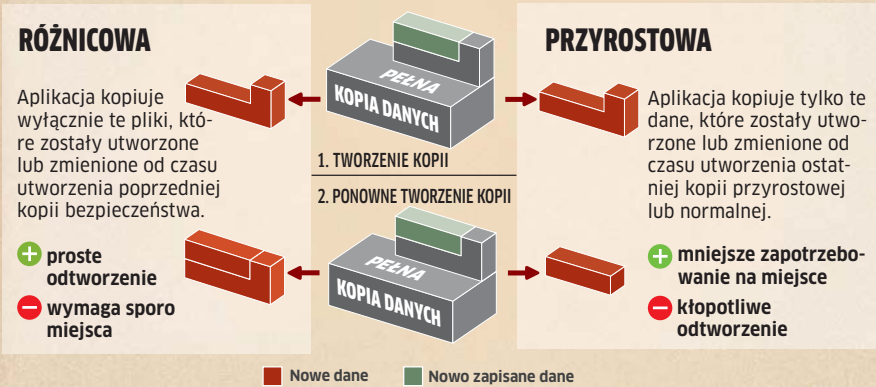 RÓŻNICOWA
Aplikacja kopiuje
wyłącznie te pliki, któ-
re zostały utworzone
lub zmienione od czasu
utworzenia poprzedniej
kopii bezpieczeństwa.
proste
odtworzenie
wymaga sporo
miejsca
PEŁNA
KOPIA DANYCH
1. TWORZENIE KOPII
2. PONOWNE TWORZENIE KOPII
PEŁNA
KOPIA DANYCH
PRZYROSTOWA
Aplikacja kopiuje tylko te
dane, które zostały utwo-
rzone lub zmienione od
czasu utworzenia ostat-
niej kopii przyrostowej
lub normalnej.
mniejsze zapotrzebo-
wanie na miejsce
kłopotliwe
odtworzenie
Nowe dane
Nowo zapisane dane